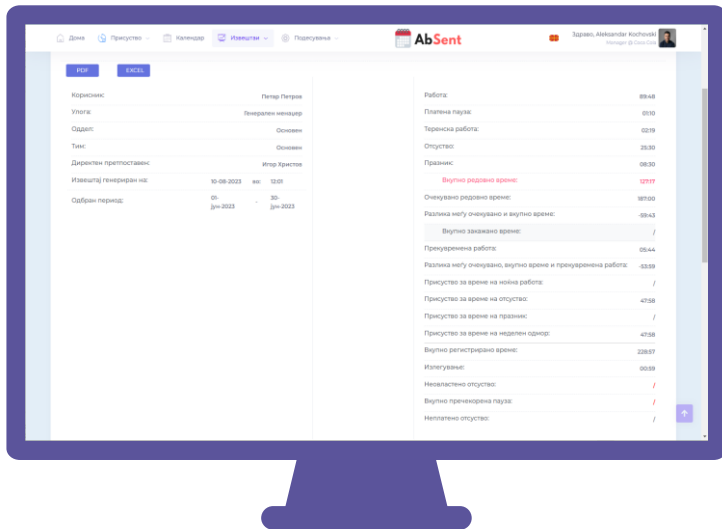 Дома
Присуство
Календар
Извештаи
Подесувања
AbSent
Здраво, Aleksandar Kochovski
Manager @ Coca Cola
PDF
EXCEL
Корисник: Петар Петров
Улога: Генерален менаџер
Оддел: Основен
Тим: Основен
Директен претпоставен: Игор Христов
Извештај генериран на: 10-08-2023 во: 12:01
Одбран период: 01-јун-2023 - 30-јун-2023
Работа: 89:48
Платена пауза: 01:10
Теренска работа: 02:19
Отсуство: 25:30
Празник: 08:30
Вкупно редовно време: 127:17
Очекувано редовно време: 187:00
Разлика меѓу очекувано и вкупно време: -59:43
Вкупно закажано време: /
Прекувремена работа: 05:44
Разлика меѓу очекувано, вкупно време и прекувремена работа: -53:59
Присуство за време на ноќна работа: /
Присуство за време на отсуство: 47:58
Присуство за време на празник: /
Присуство за време на неделен одмор: 47:58
Вкупно регистрирано време: 228:57
Излегување: 00:59
Неовластено отсуство: /
Вкупно пречекорена пауза: /
Неплатено отсуство: /